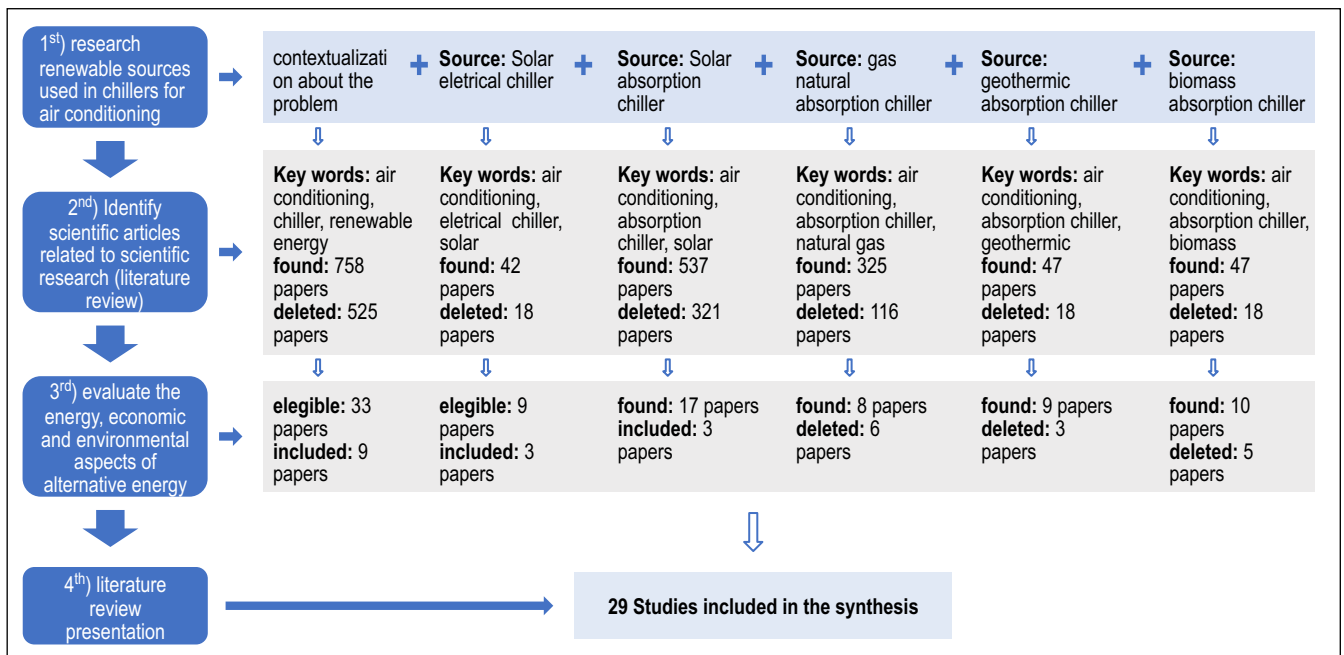 1st) research
renewable sources
used in chillers for
air conditioning
contextualizati
on about the
problem
+
Source: Solar
eletrical chiller
+
Source: Solar
absorption
chiller
+
Source: gas
natural
absorption chiller
+
Source:
geothermic
absorption chiller
+
Source:
biomass
absorption chiller
2nd) Identify
scientific articles
related to scientific
research (literature
review)
Key words: air
conditioning,
chiller, renewable
energy
found: 758
papers
deleted: 525
papers
Key words: air
conditioning,
eletrical chiller,
solar
found: 42
papers
deleted: 18
papers
Key words: air
conditioning,
absorption
chiller, solar
found: 537
papers
deleted: 321
papers
Key words: air
conditioning,
absorption chiller,
natural gas
found: 325
papers
deleted: 116
papers
Key words: air
conditioning,
absorption chiller,
geothermic
found: 47
papers
deleted: 18
papers
Key words: air
conditioning,
absorption chiller,
biomass
found: 47
papers
deleted: 18
papers
3rd) evaluate the
energy, economic
and environmental
aspects of
alternative energy
elegible: 33
papers
included: 9
papers
elegible: 9
papers
included: 3
papers
found: 17 papers
included: 3
papers
found: 8 papers
deleted: 6
papers
found: 9 papers
deleted: 3
papers
found: 10
papers
deleted: 5
papers
4th) literature
review
presentation
29 Studies included in the synthesis